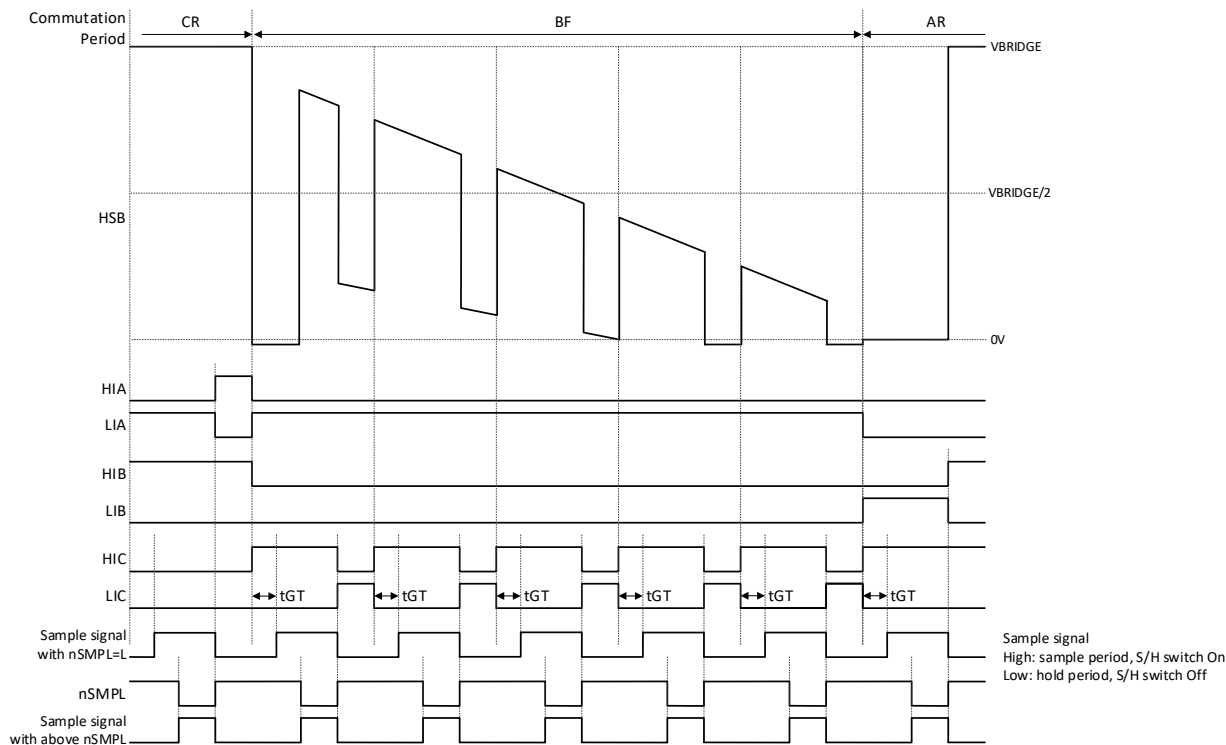 Commutation
Period
CR
BF
AR
VBRIDGE
VBRIDGE/2
HSB
0V
HIA
LIA
HIB
LIB
HIC
LIC
tGT
tGT
tGT
tGT
tGT
tGT
Sample signal
with nSMPL=L
Sample signal
High: sample period, S/H switch On
Low: hold period, S/H switch Off
nSMPL
Sample signal
with above nSMPL